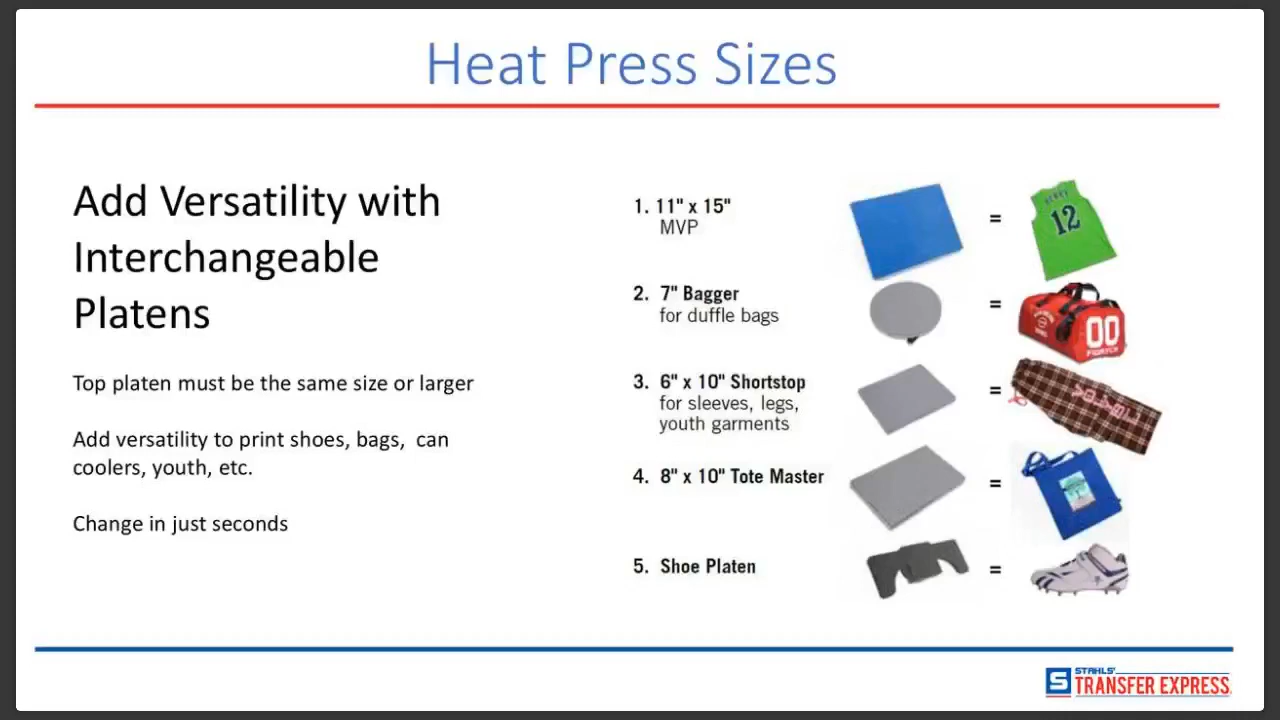 Heat Press Sizes
Add Versatility with
Interchangeable
Platens
Top platen must be the same size or larger
Add versatility to print shoes, bags, can
coolers, youth, etc.
Change in just seconds
1. 11" x 15"
MVP
=
12
2. 7" Bagger
for duffle bags
=
00
3. 6" x 10" Shortstop
for sleeves, legs,
youth garments
=
4. 8" x 10" Tote Master
=
5. Shoe Platen
=
S STAHLS'
TRANSFER EXPRESS